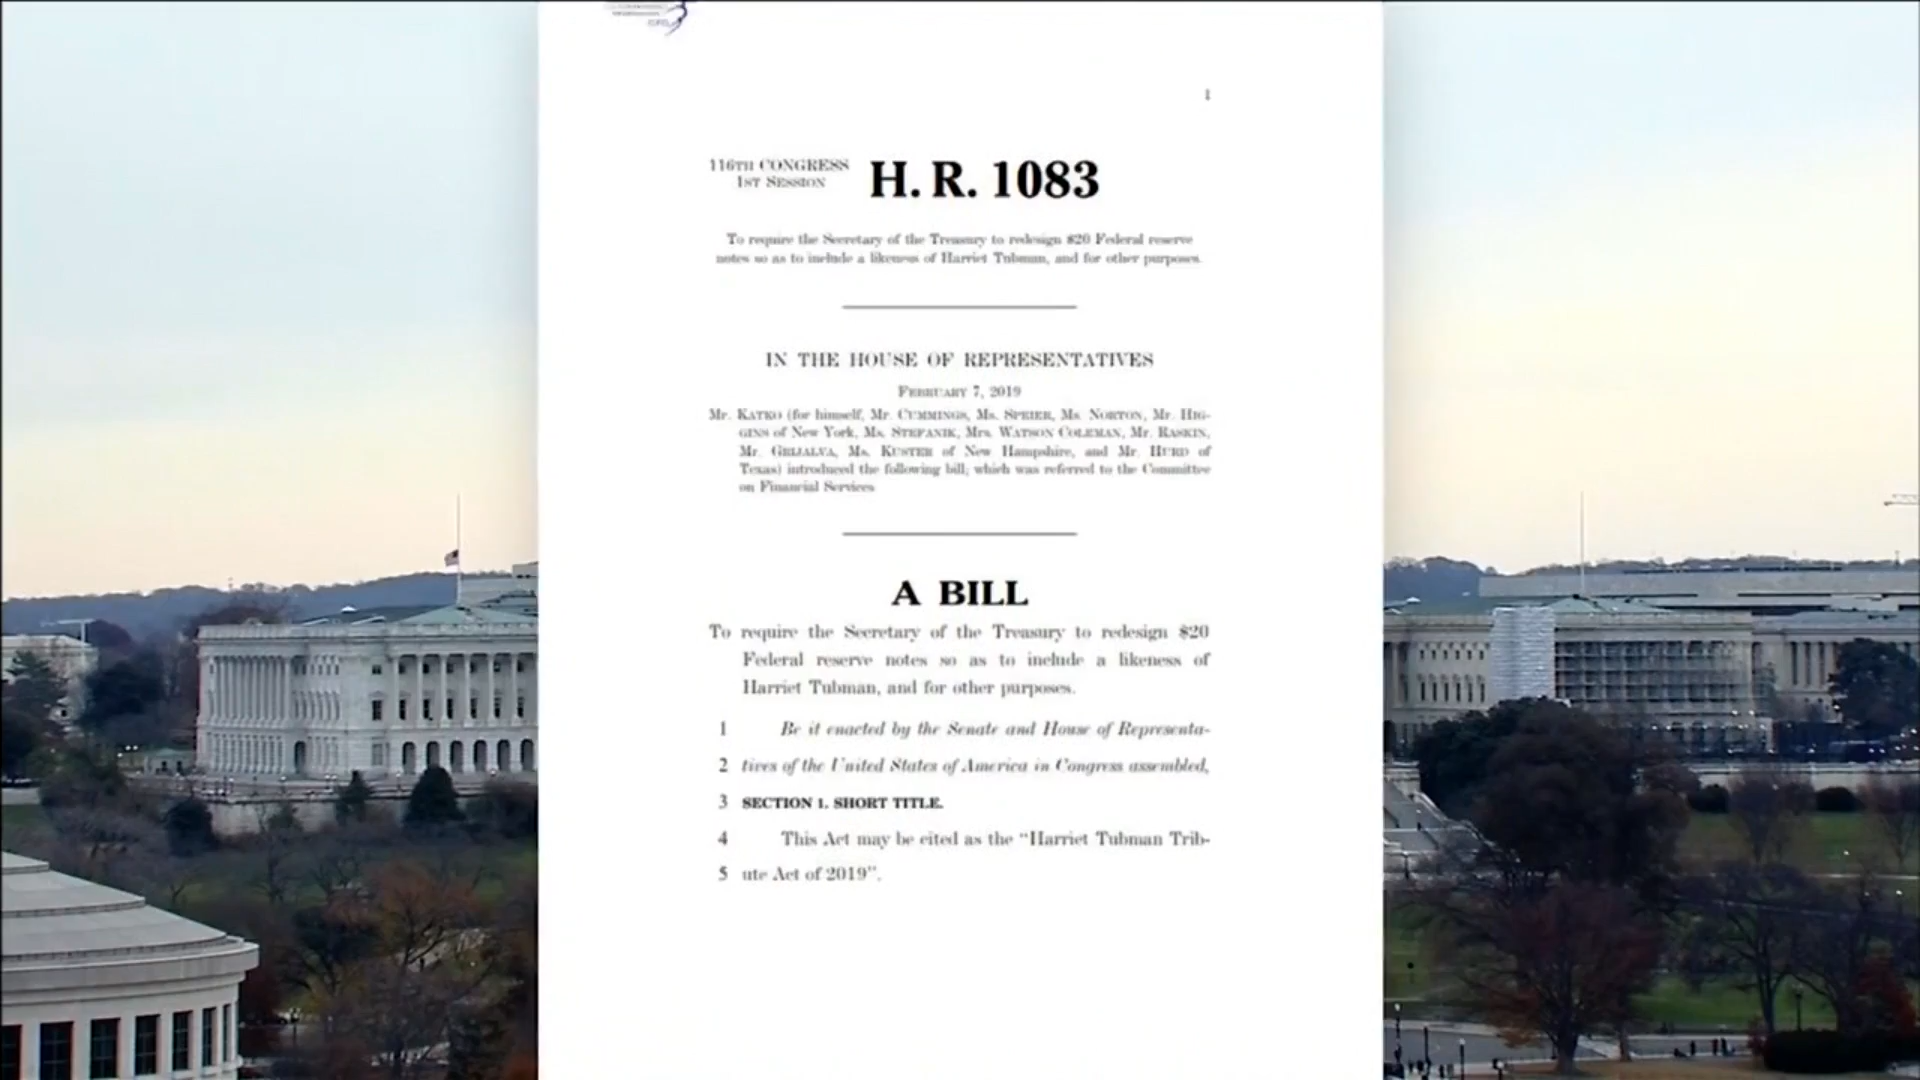 1
116TH CONGRESS
1ST SESSION
H. R. 1083
To require the Secretary of the Treasury to redesign $20 Federal reserve
notes so as to include a likeness of Harriet Tubman, and for other purposes.
IN THE HOUSE OF REPRESENTATIVES
FEBRUARY 7, 2019
Mr. KATKO (for himself, Mr. CUMMINGS, Ms. SPEIER, Ms. NORTON, Mr. HIG-
GINS of New York, Ms. STEFANIK, Mrs. WATSON COLEMAN, Mr. RASKIN,
Mr. GRIJALVA, Ms. KUSTER of New Hampshire, and Mr. HURD of
Texas) introduced the following bill; which was referred to the Committee
on Financial Services
A BILL
To require the Secretary of the Treasury to redesign $20
Federal reserve notes so as to include a likeness of
Harriet Tubman, and for other purposes.
1 Be it enacted by the Senate and House of Representa-
2 tives of the United States of America in Congress assembled,
3 SECTION 1. SHORT TITLE.
4 This Act may be cited as the “Harriet Tubman Trib-
5 ute Act of 2019”.